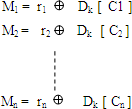 M₁ = r₁ ⊕ Dₖ [ C1 ]
M₂ = r₂ ⊕ Dₖ [ C₂ ]
Mₙ = rₙ ⊕ Dₖ [ Cₙ ]